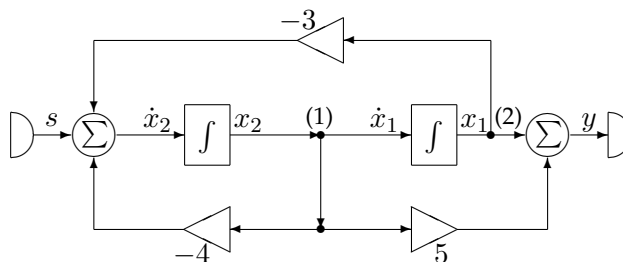 −3
s ∑ ẋ₂ ∫ x₂ (1) ẋ₁ ∫ x₁ (2) ∑ y
−4 5